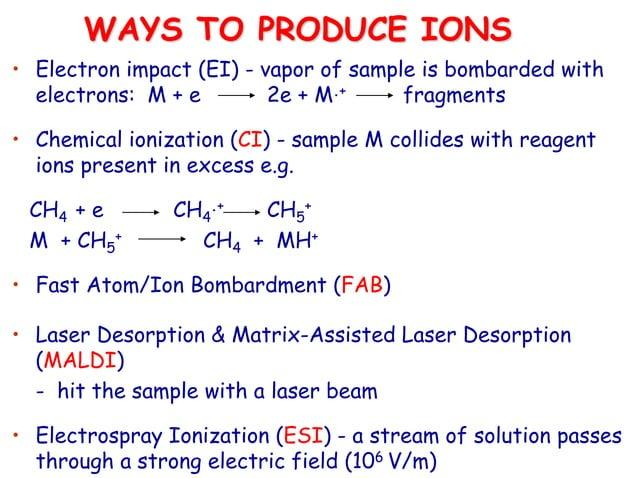 WAYS TO PRODUCE IONS
• Electron impact (EI) - vapor of sample is bombarded with
electrons: M + e ⟶ 2e + M·⁺ ⟶ fragments
• Chemical ionization (CI) - sample M collides with reagent
ions present in excess e.g.
CH₄ + e ⟶ CH₄·⁺ ⟶ CH₅⁺
M + CH₅⁺ ⟶ CH₄ + MH⁺
• Fast Atom/Ion Bombardment (FAB)
• Laser Desorption & Matrix-Assisted Laser Desorption
(MALDI)
- hit the sample with a laser beam
• Electrospray Ionization (ESI) - a stream of solution passes
through a strong electric field (10⁶ V/m)